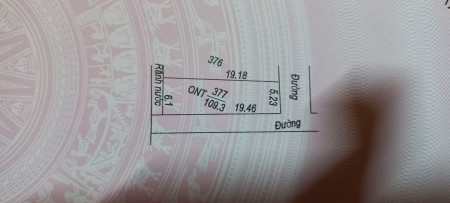 376
19.18
Rãnh nước
6.1
ONT 377
109.3
5.23
Đường
19.46
Đường